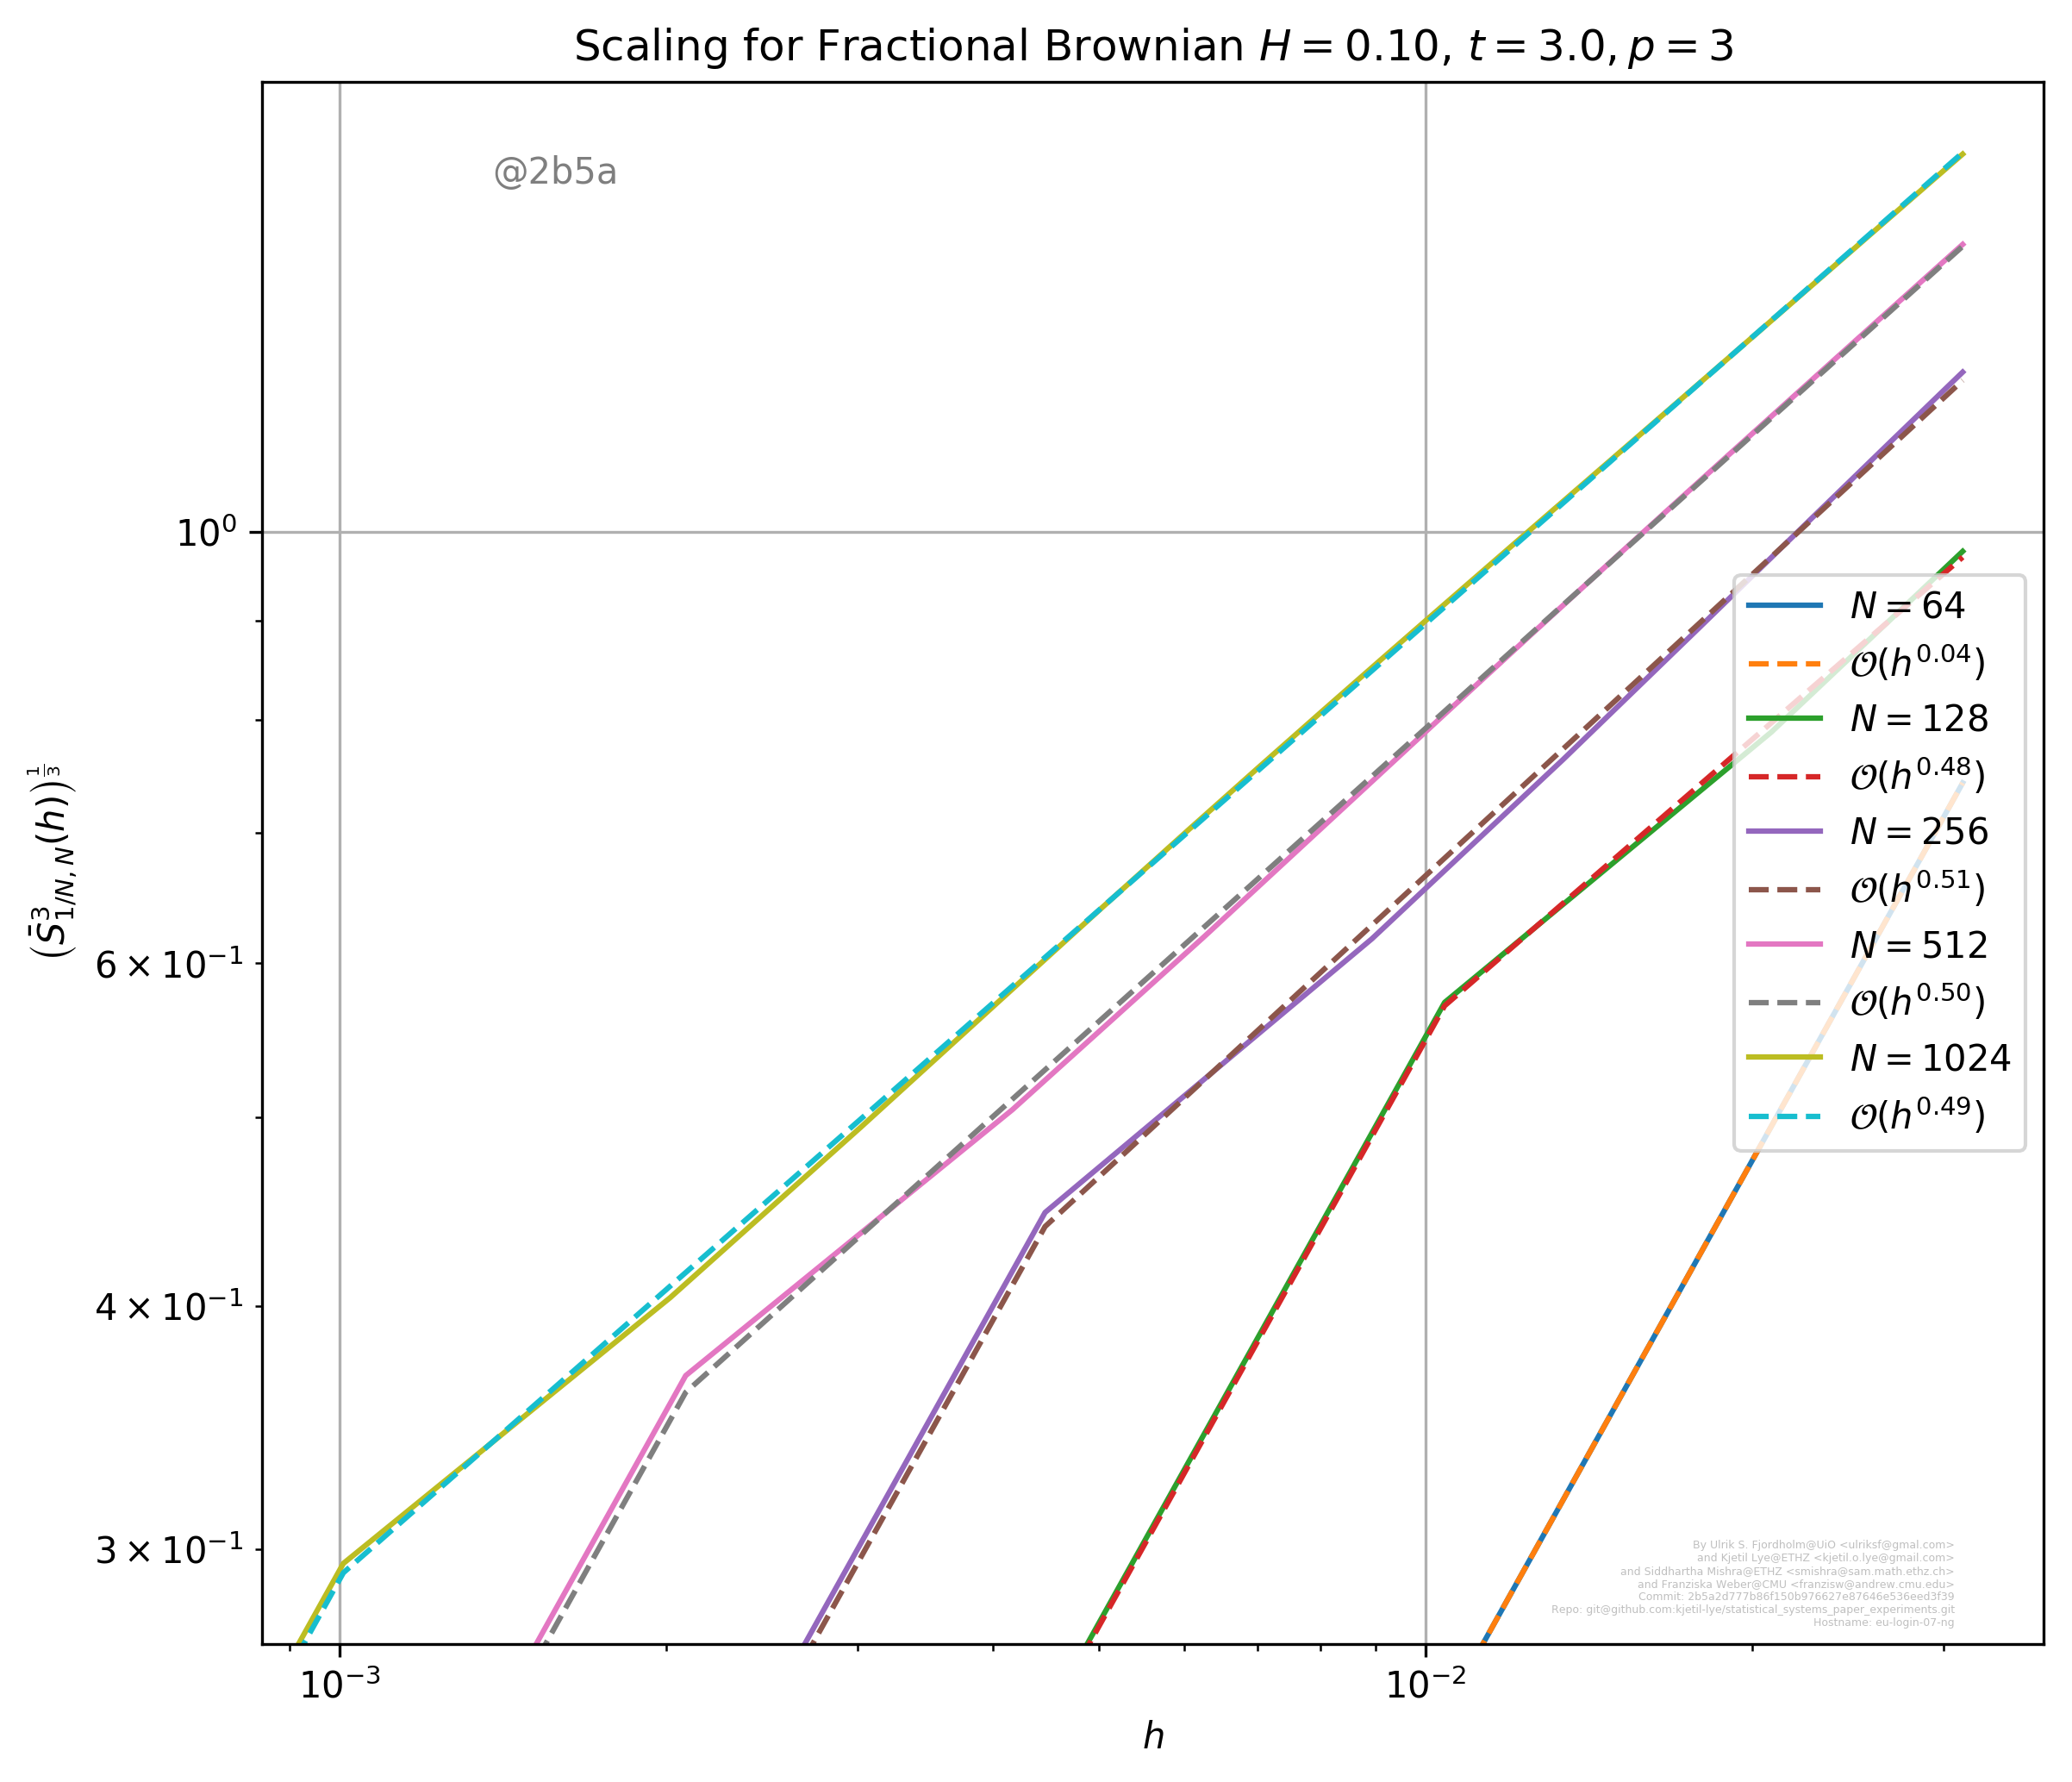 Scaling for Fractional Brownian H = 0.10, t = 3.0, p = 3
@2b5a
10⁰
6 × 10⁻¹
4 × 10⁻¹
3 × 10⁻¹
(S̄³_{1/N, N}(h))^{1/3}
N = 64
𝒪(h^{0.04})
N = 128
𝒪(h^{0.48})
N = 256
𝒪(h^{0.51})
N = 512
𝒪(h^{0.50})
N = 1024
𝒪(h^{0.49})
By Ulrik S. Fjordholm@UiO <ulriksf@gmal.com>
and Kjetil Lye@ETHZ <kjetil.o.lye@gmail.com>
and Siddhartha Mishra@ETHZ <smishra@sam.math.ethz.ch>
and Franziska Weber@CMU <franzisw@andrew.cmu.edu>
Commit: 2b5a2d777b86f150b976627e87646e536eed3f39
Repo: git@github.com:kjetil-lye/statistical_systems_paper_experiments.git
Hostname: eu-login-07-ng
10⁻³
10⁻²
h